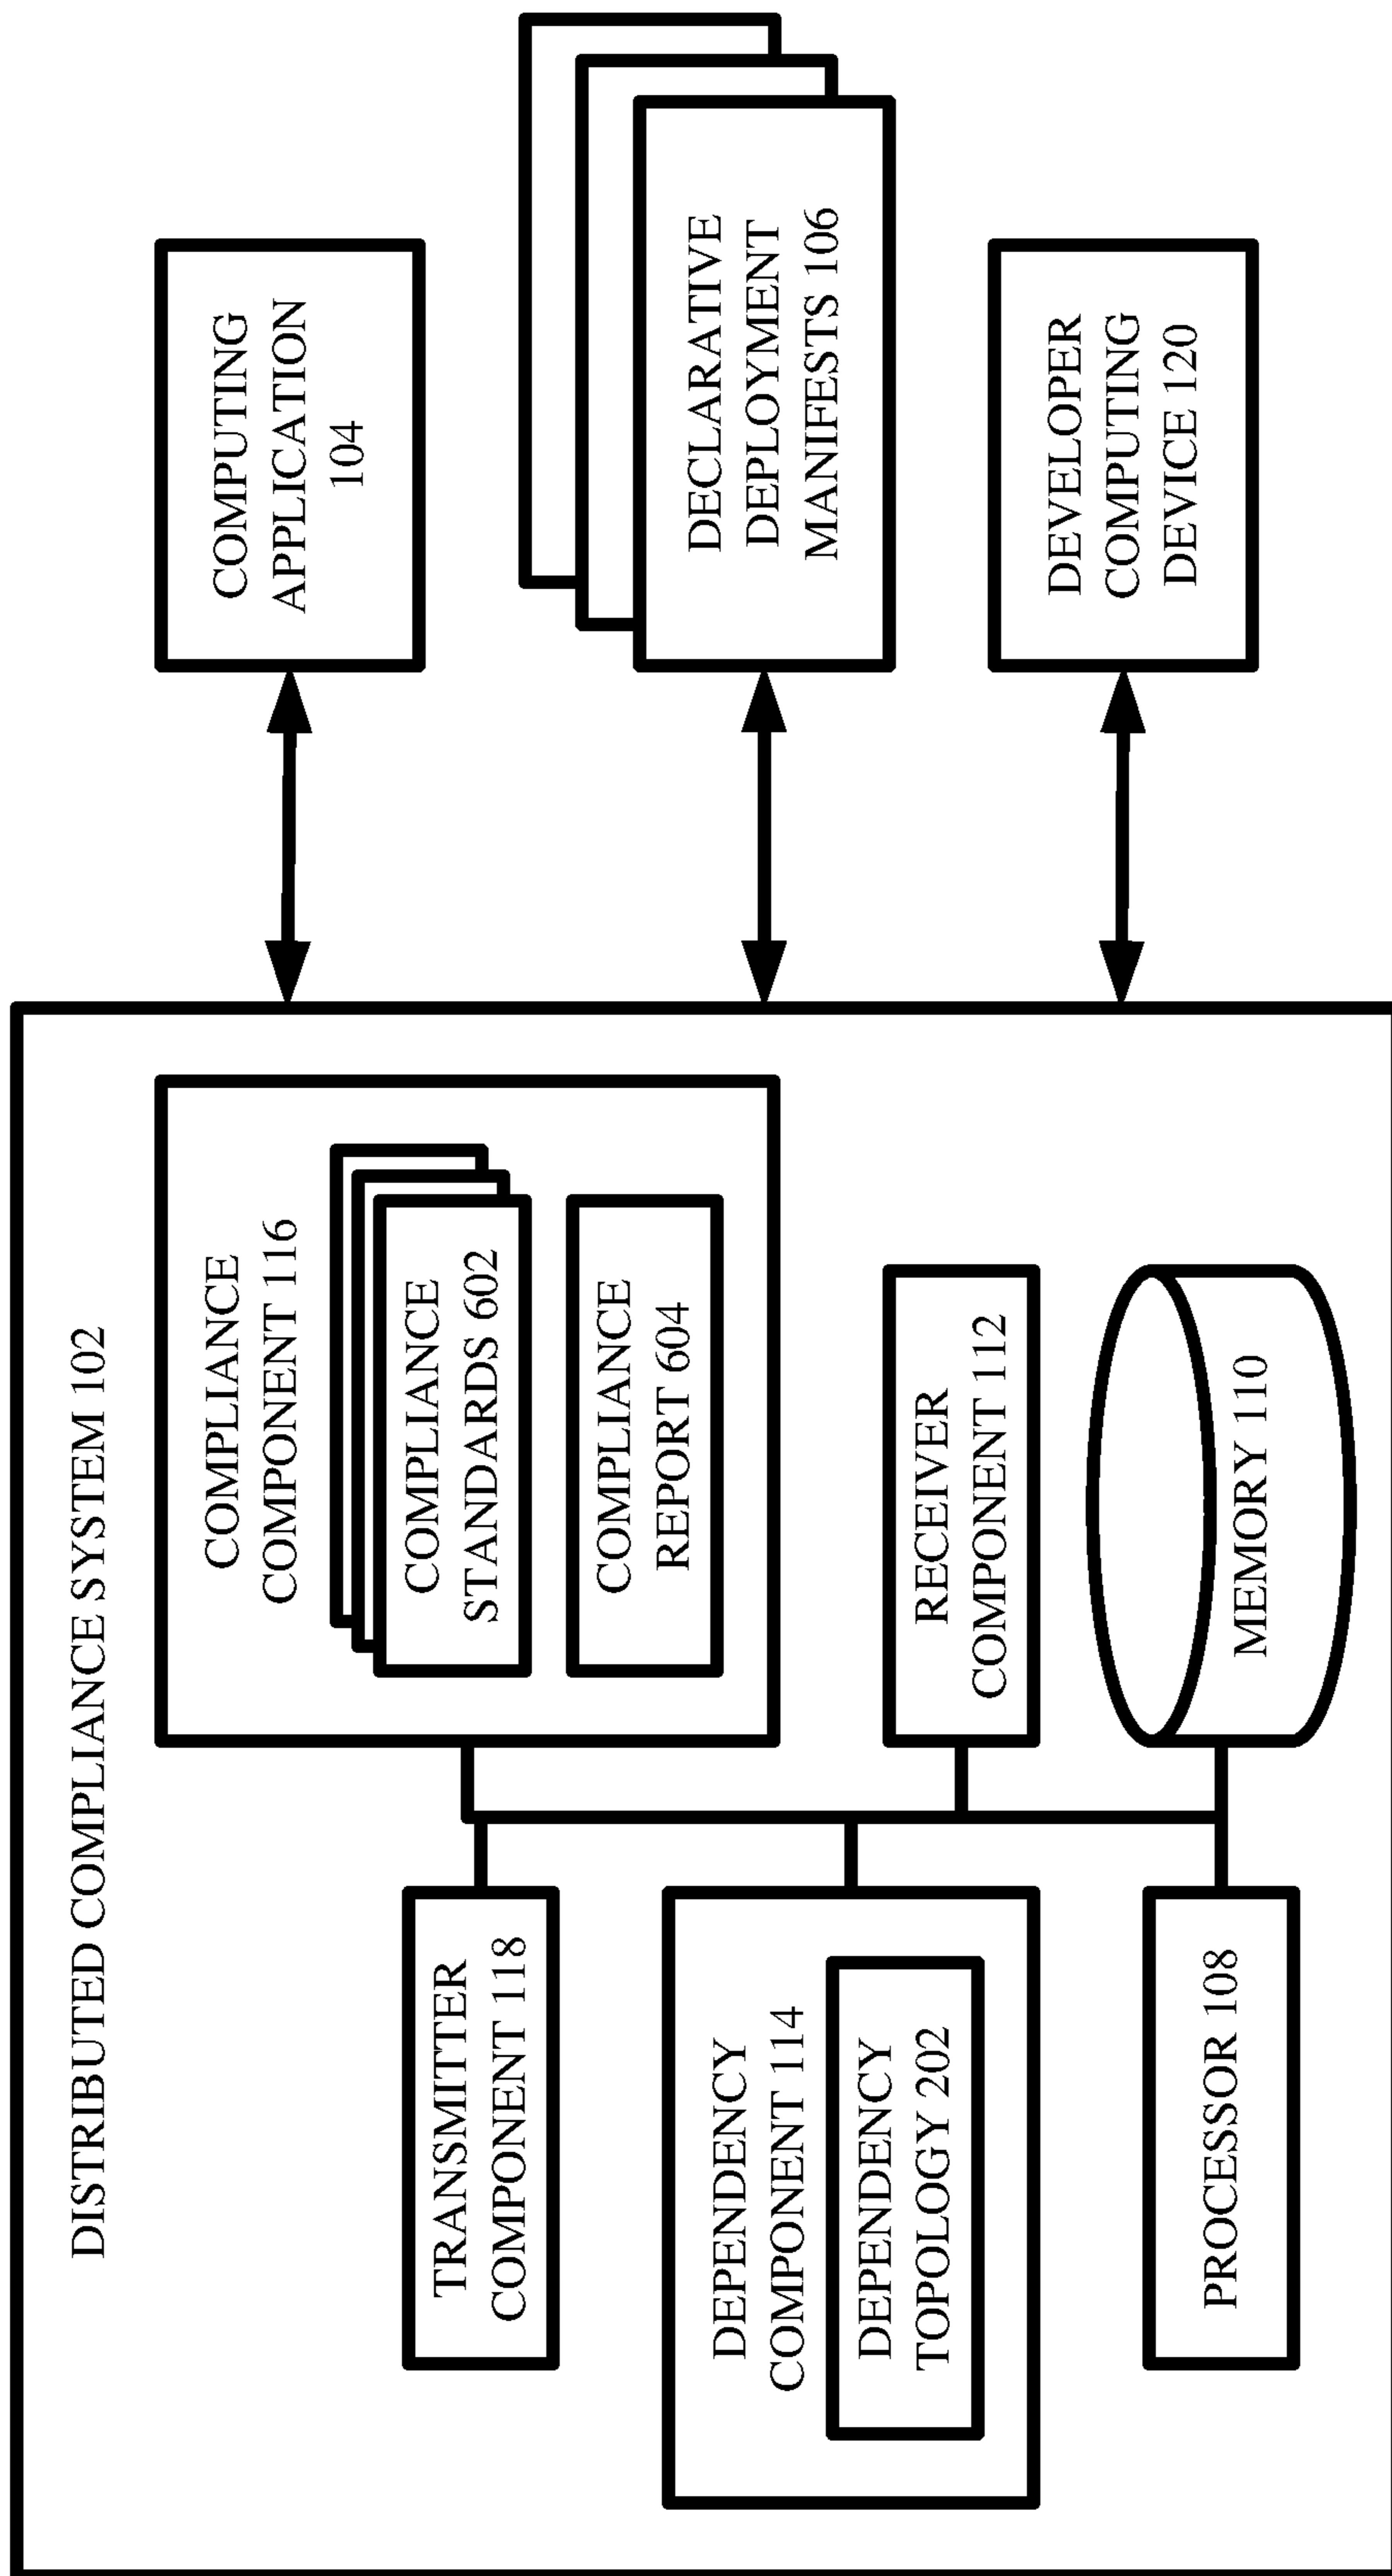 DISTRIBUTED COMPLIANCE SYSTEM 102
TRANSMITTER
COMPONENT 118
DEPENDENCY
COMPONENT 114
DEPENDENCY
TOPOLOGY 202
PROCESSOR 108
COMPLIANCE
COMPONENT 116
COMPLIANCE
STANDARDS 602
COMPLIANCE
REPORT 604
RECEIVER
COMPONENT 112
MEMORY 110
COMPUTING
APPLICATION
104
DECLARATIVE
DEPLOYMENT
MANIFESTS 106
DEVELOPER
COMPUTING
DEVICE 120